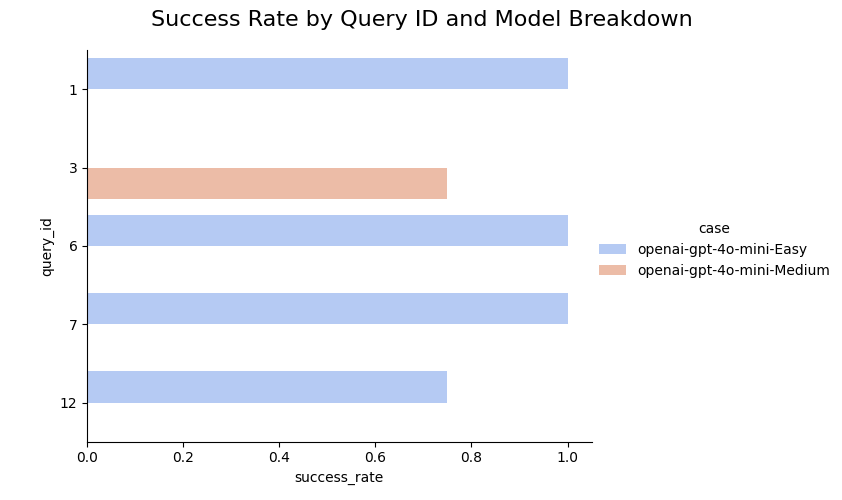 Success Rate by Query ID and Model Breakdown
query_id
1
3
6
7
12
0.0 0.2 0.4 0.6 0.8 1.0
success_rate
case
openai-gpt-4o-mini-Easy
openai-gpt-4o-mini-Medium